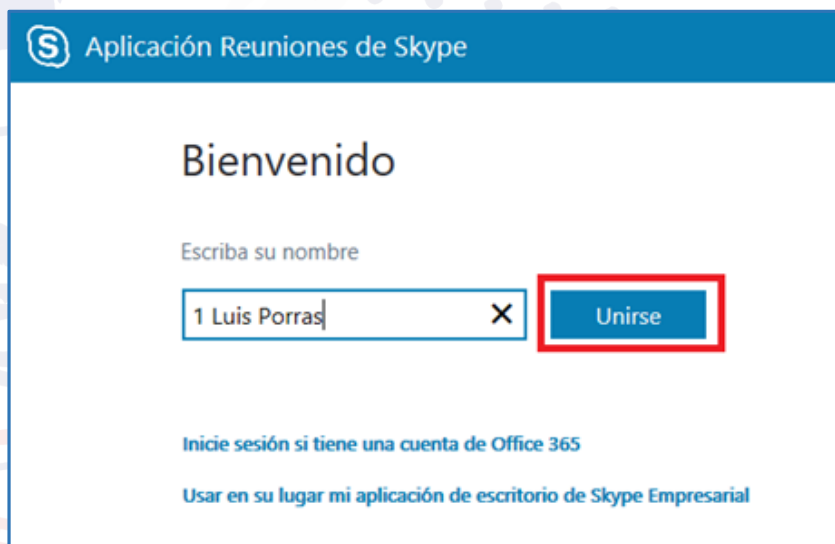 Aplicación Reuniones de Skype
Bienvenido
Escriba su nombre
1 Luis Porras
Unirse
Inicie sesión si tiene una cuenta de Office 365
Usar en su lugar mi aplicación de escritorio de Skype Empresarial